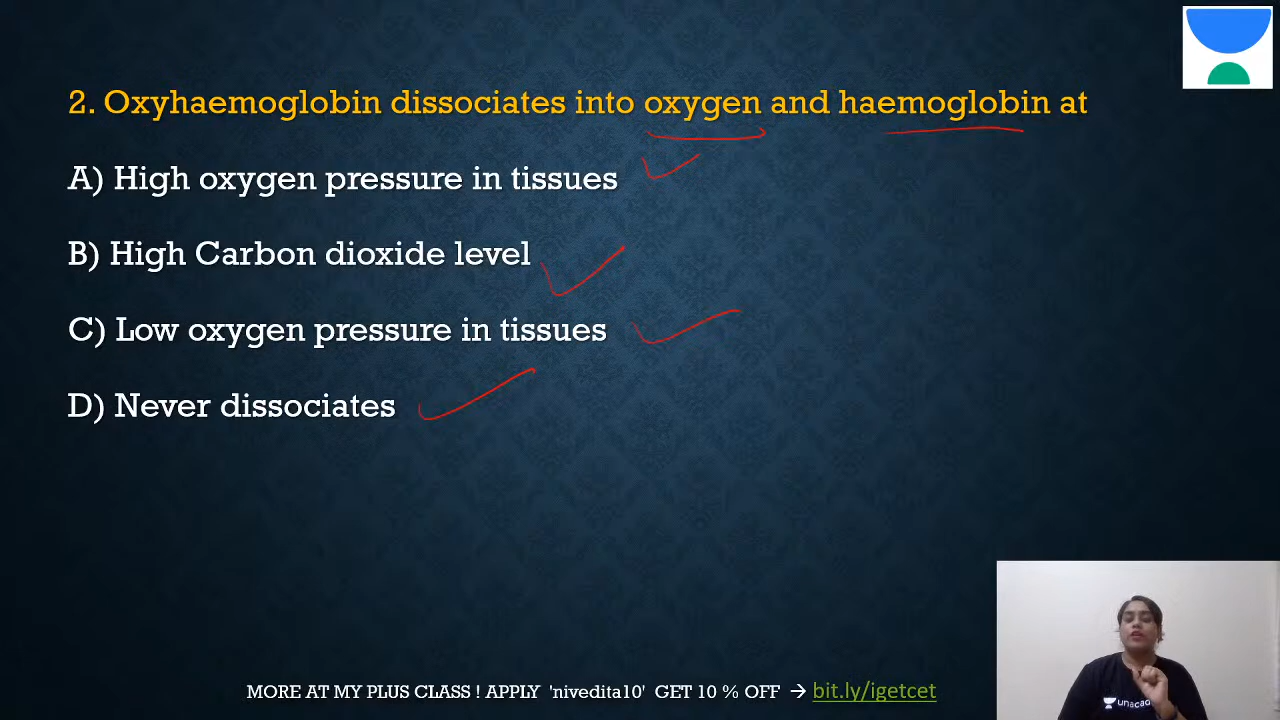 2. Oxyhaemoglobin dissociates into oxygen and haemoglobin at
A) High oxygen pressure in tissues
B) High Carbon dioxide level
C) Low oxygen pressure in tissues
D) Never dissociates
MORE AT MY PLUS CLASS ! APPLY 'nivedita10' GET 10 % OFF → bit.ly/igetcet
unacad